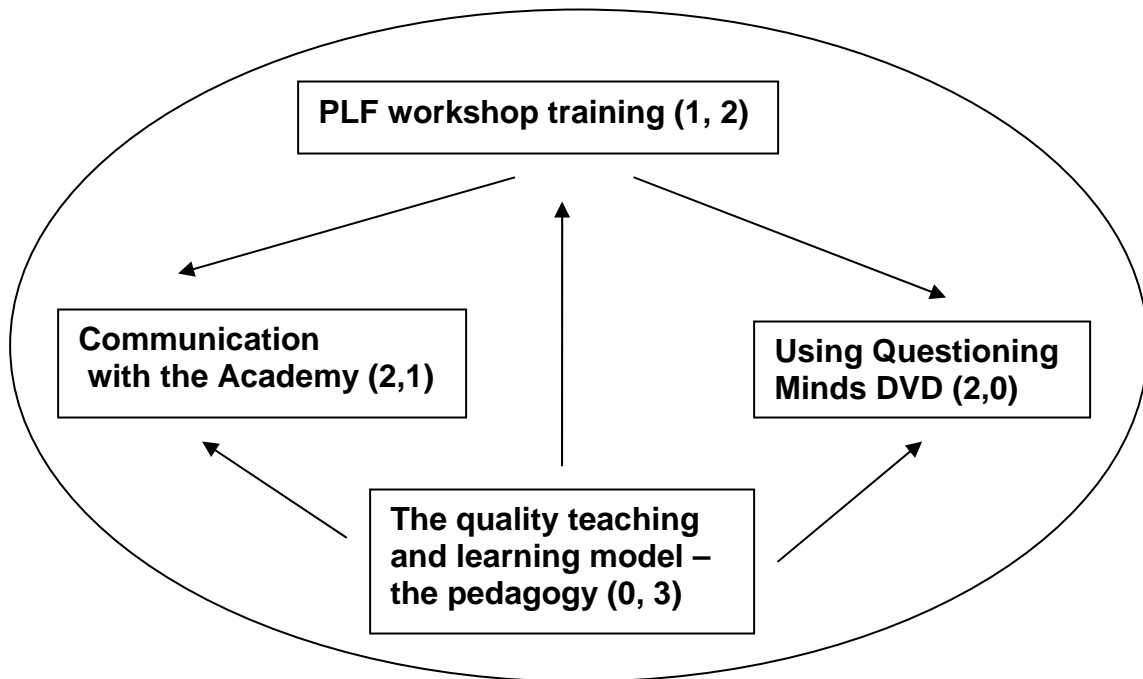 PLF workshop training (1, 2)
Communication
with the Academy (2,1)
Using Questioning
Minds DVD (2,0)
The quality teaching
and learning model –
the pedagogy (0, 3)